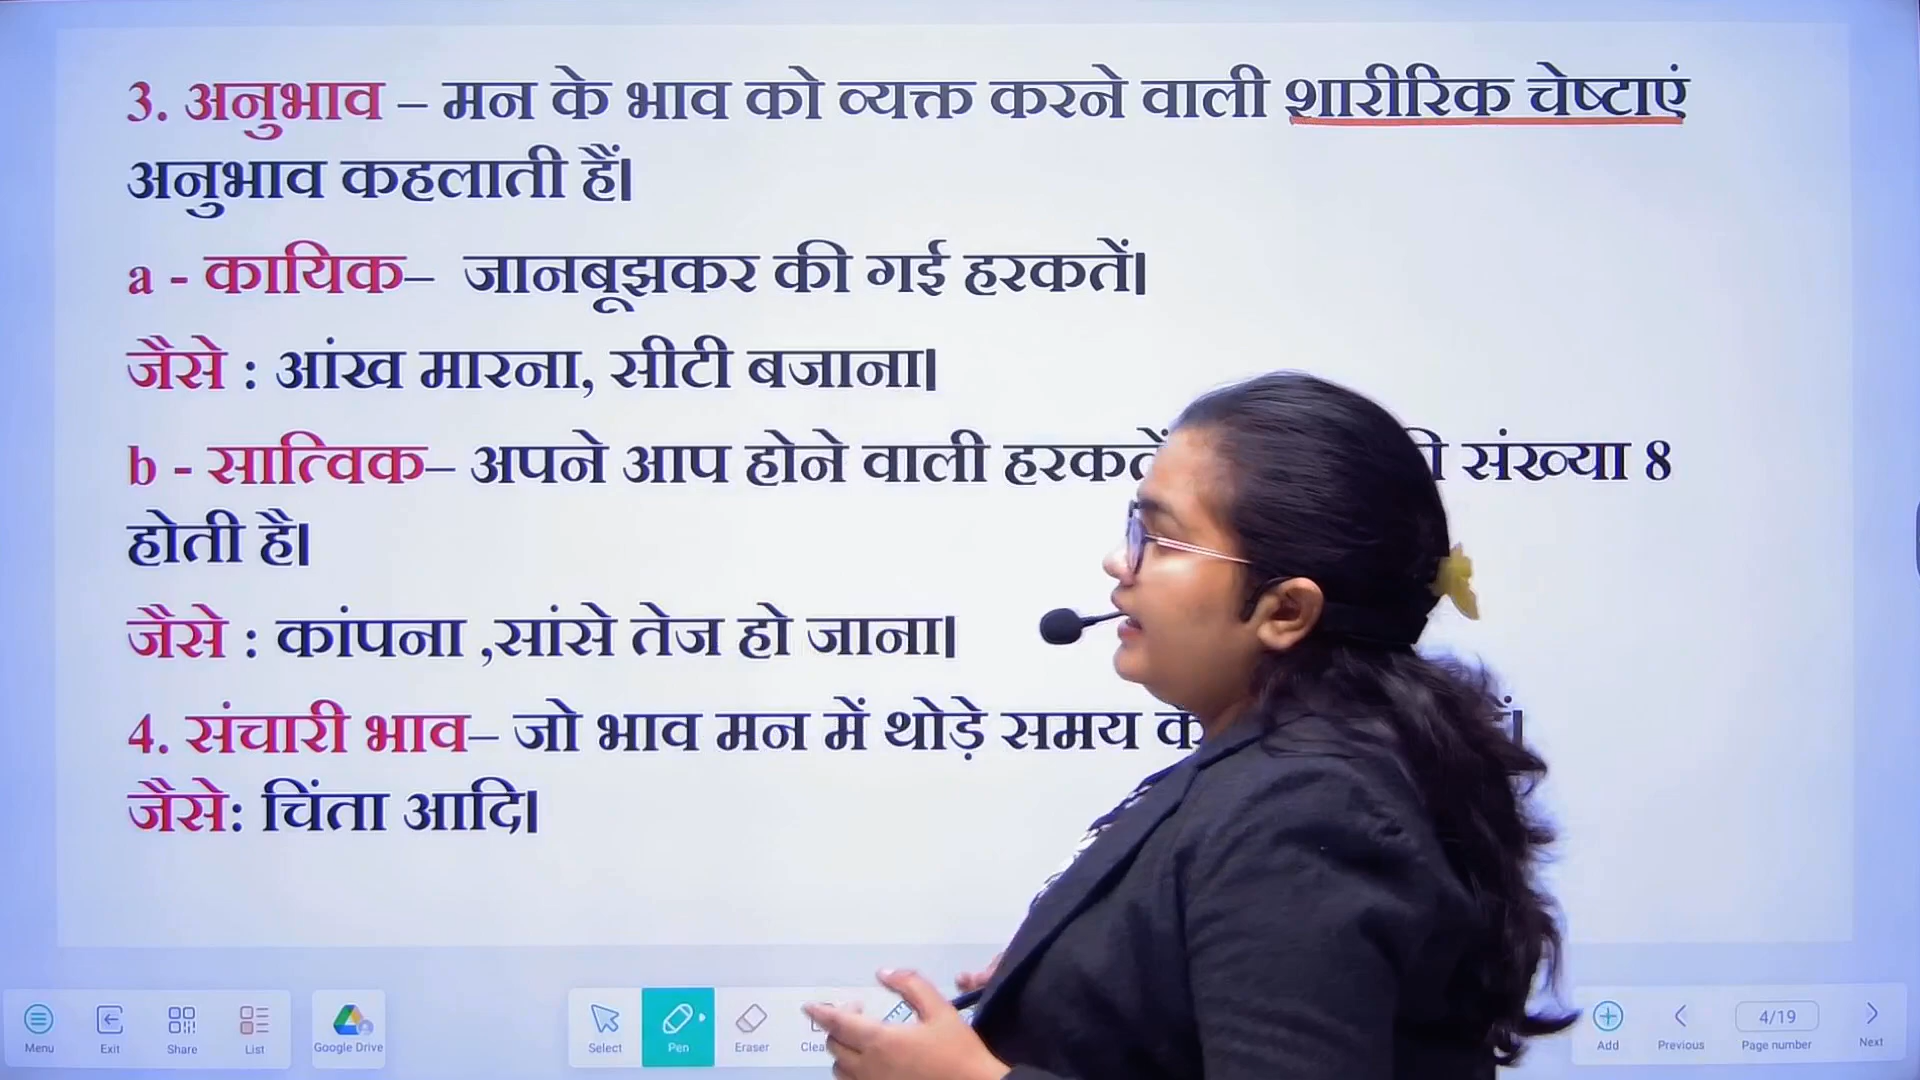 3. अनुभाव – मन के भाव को व्यक्त करने वाली शारीरिक चेष्टाएं
अनुभाव कहलाती हैं।
a - कायिक– जानबूझकर की गई हरकतें।
जैसे : आंख मारना, सीटी बजाना।
b - सात्विक– अपने आप होने वाली हरकतें संख्या 8
होती है।
जैसे : कांपना ,सांसे तेज हो जाना।
4. संचारी भाव– जो भाव मन में थोड़े समय
जैसे: चिंता आदि।
Menu Exit Share List Google Drive Select Pen Eraser Add Previous 4/19 Page number Next